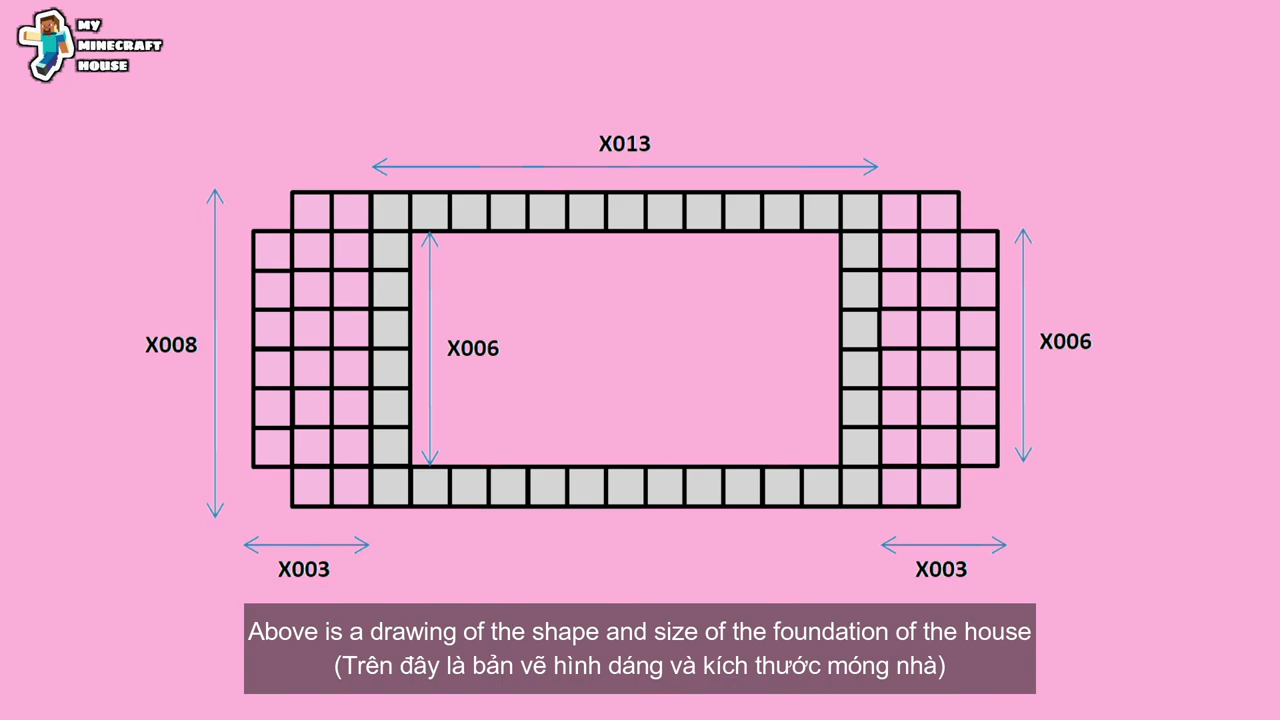 MY
MINECRAFT
HOUSE
X013
X008
X006
X006
X003
X003
Above is a drawing of the shape and size of the foundation of the house
(Trên đây là bản vẽ hình dáng và kích thước móng nhà)